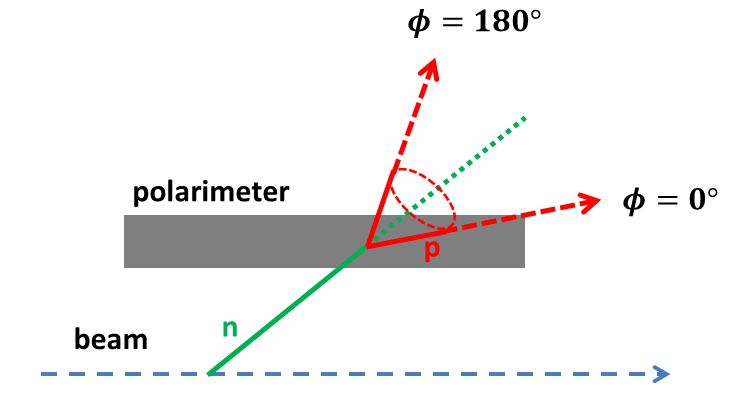 ϕ = 180°
polarimeter
ϕ = 0°
p
n
beam